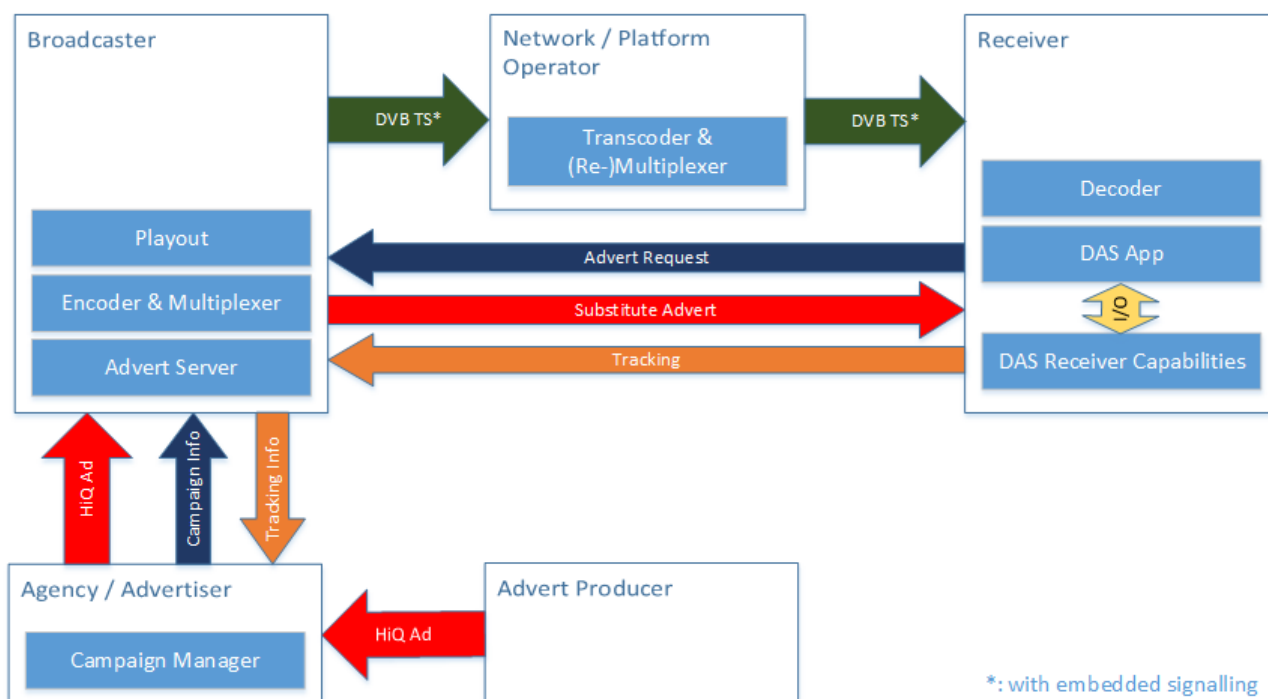 Broadcaster
Network / Platform
Operator
Receiver
DVB TS*
DVB TS*
Transcoder &
(Re-)Multiplexer
Decoder
Playout
Advert Request
DAS App
Encoder & Multiplexer
Substitute Advert
I/O
Advert Server
Tracking
DAS Receiver Capabilities
HiQ Ad
Campaign Info
Tracking Info
Agency / Advertiser
Advert Producer
HiQ Ad
Campaign Manager
*: with embedded signalling